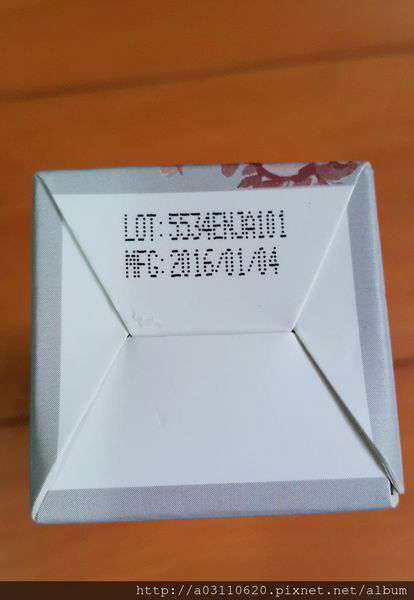 LOT: 5534ENJA101
MFG: 2016/01/04
http://a03110620.pixnet.net/album